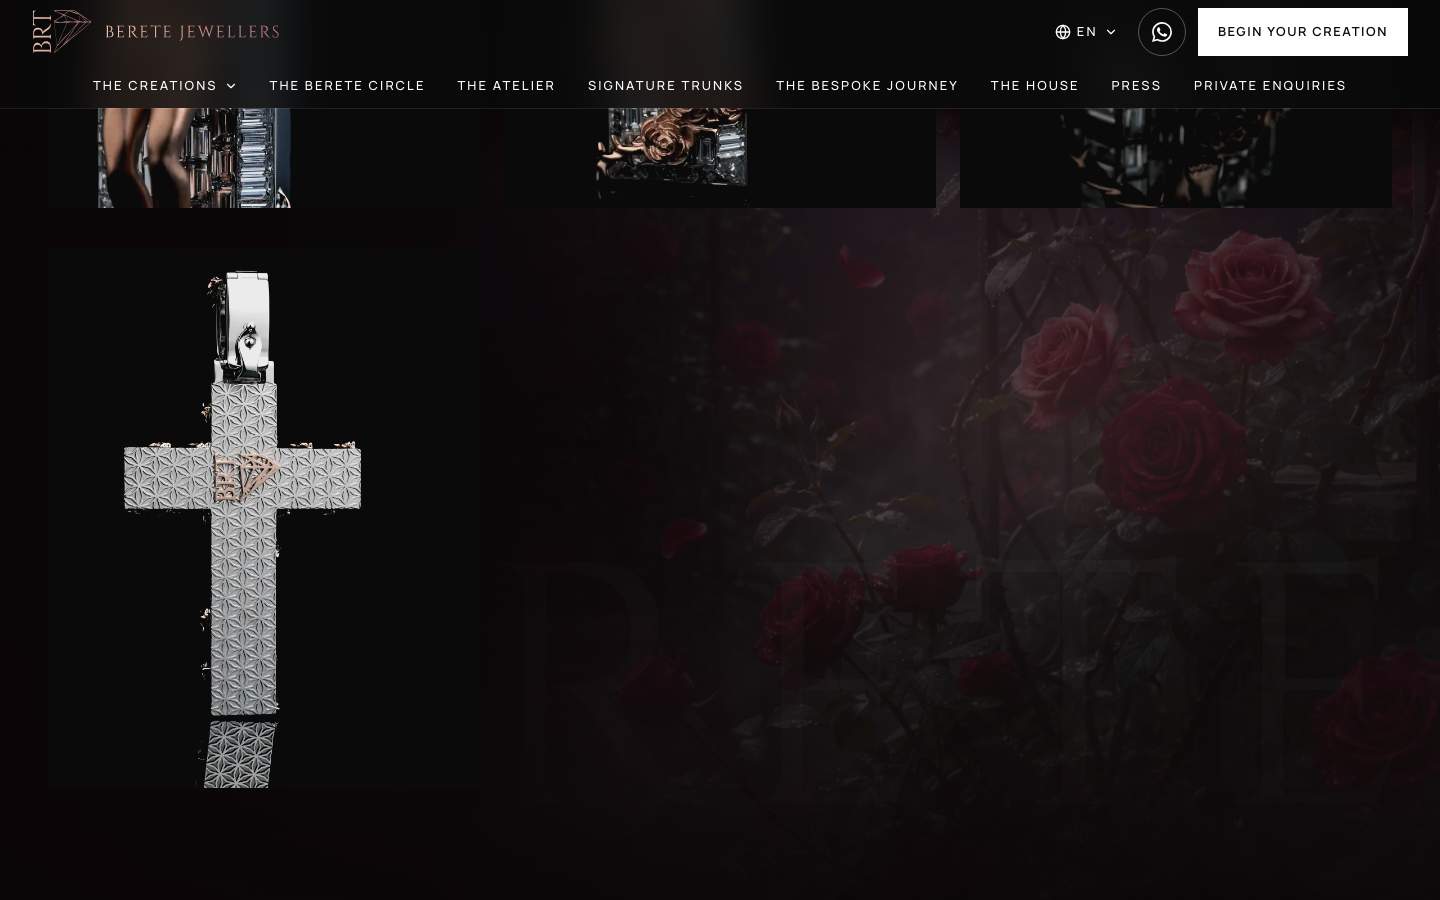 BRT
BERETE JEWELLERS
EN
BEGIN YOUR CREATION
THE CREATIONS
THE BERETE CIRCLE
THE ATELIER
SIGNATURE TRUNKS
THE BESPOKE JOURNEY
THE HOUSE
PRESS
PRIVATE ENQUIRIES
BRT